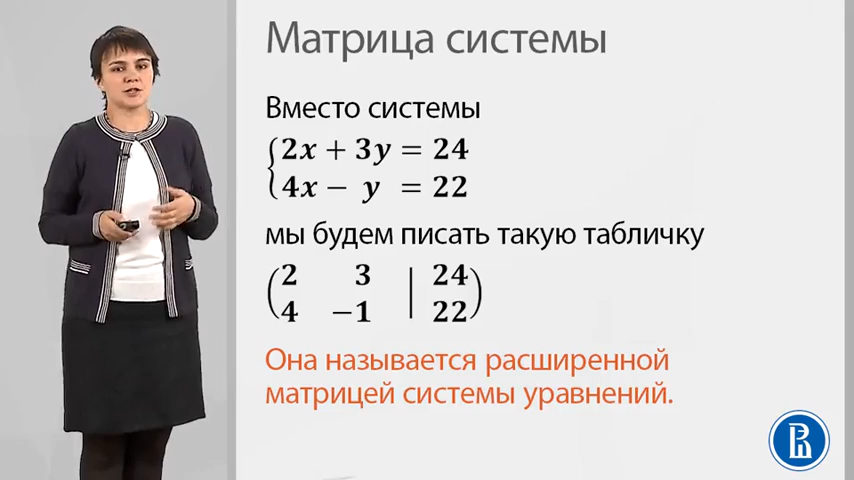 Матрица системы
Вместо системы
2x + 3y = 24
4x − y = 22
мы будем писать такую табличку
(2 3 | 24)
(4 −1 | 22)
Она называется расширенной
матрицей системы уравнений.